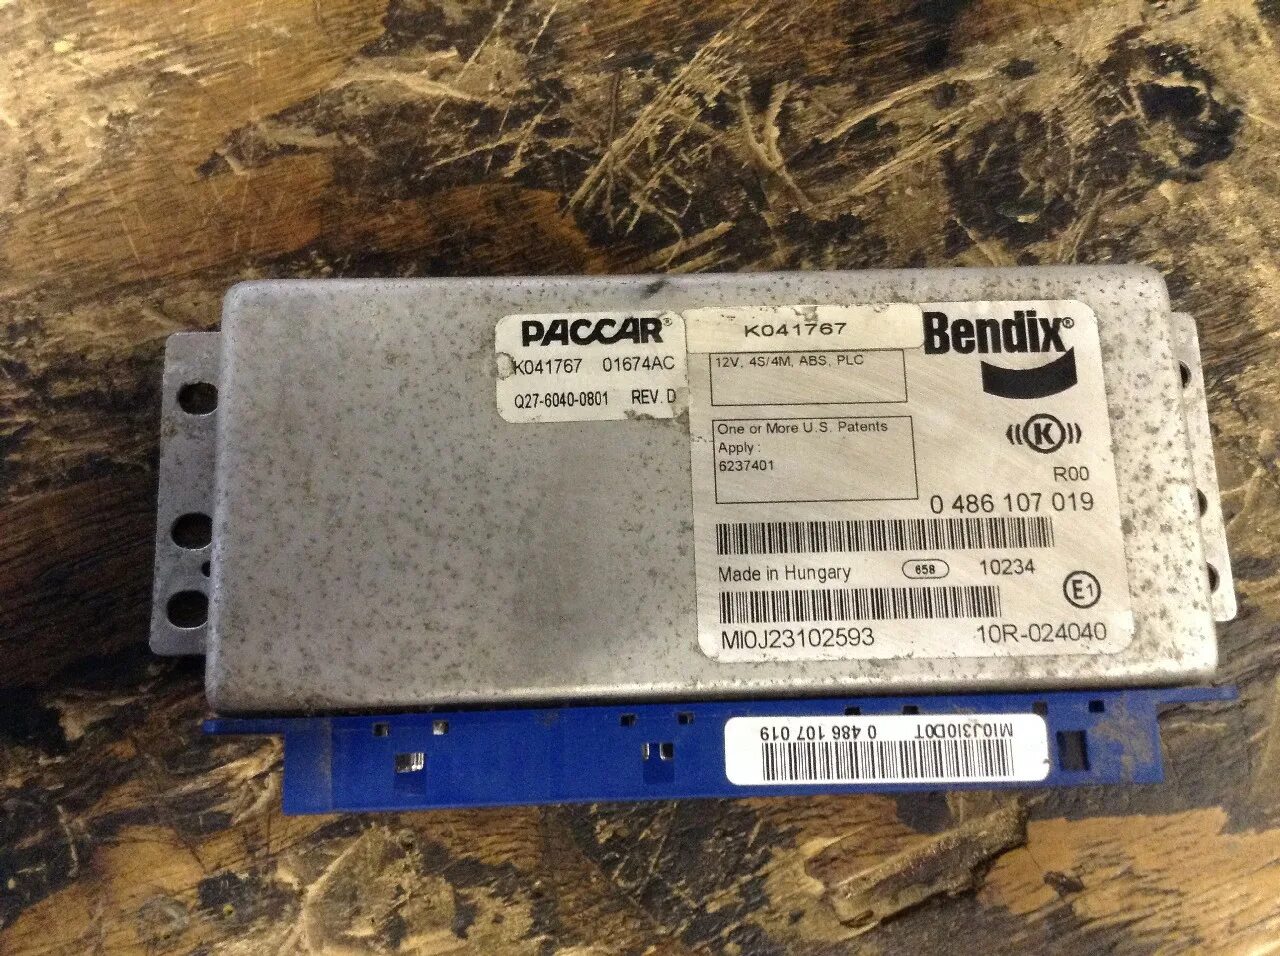 PACCAR®
K041767 01674AC
Q27-6040-0801 REV. D
K041767
Bendix®
12V, 4S/4M, ABS, PLC
One or More U.S. Patents
Apply :
6237401
K
R00
0 486 107 019
Made in Hungary 658 10234
E1
MI0J23102593 10R-024040
MI0J3I0D0T 0 486 107 019